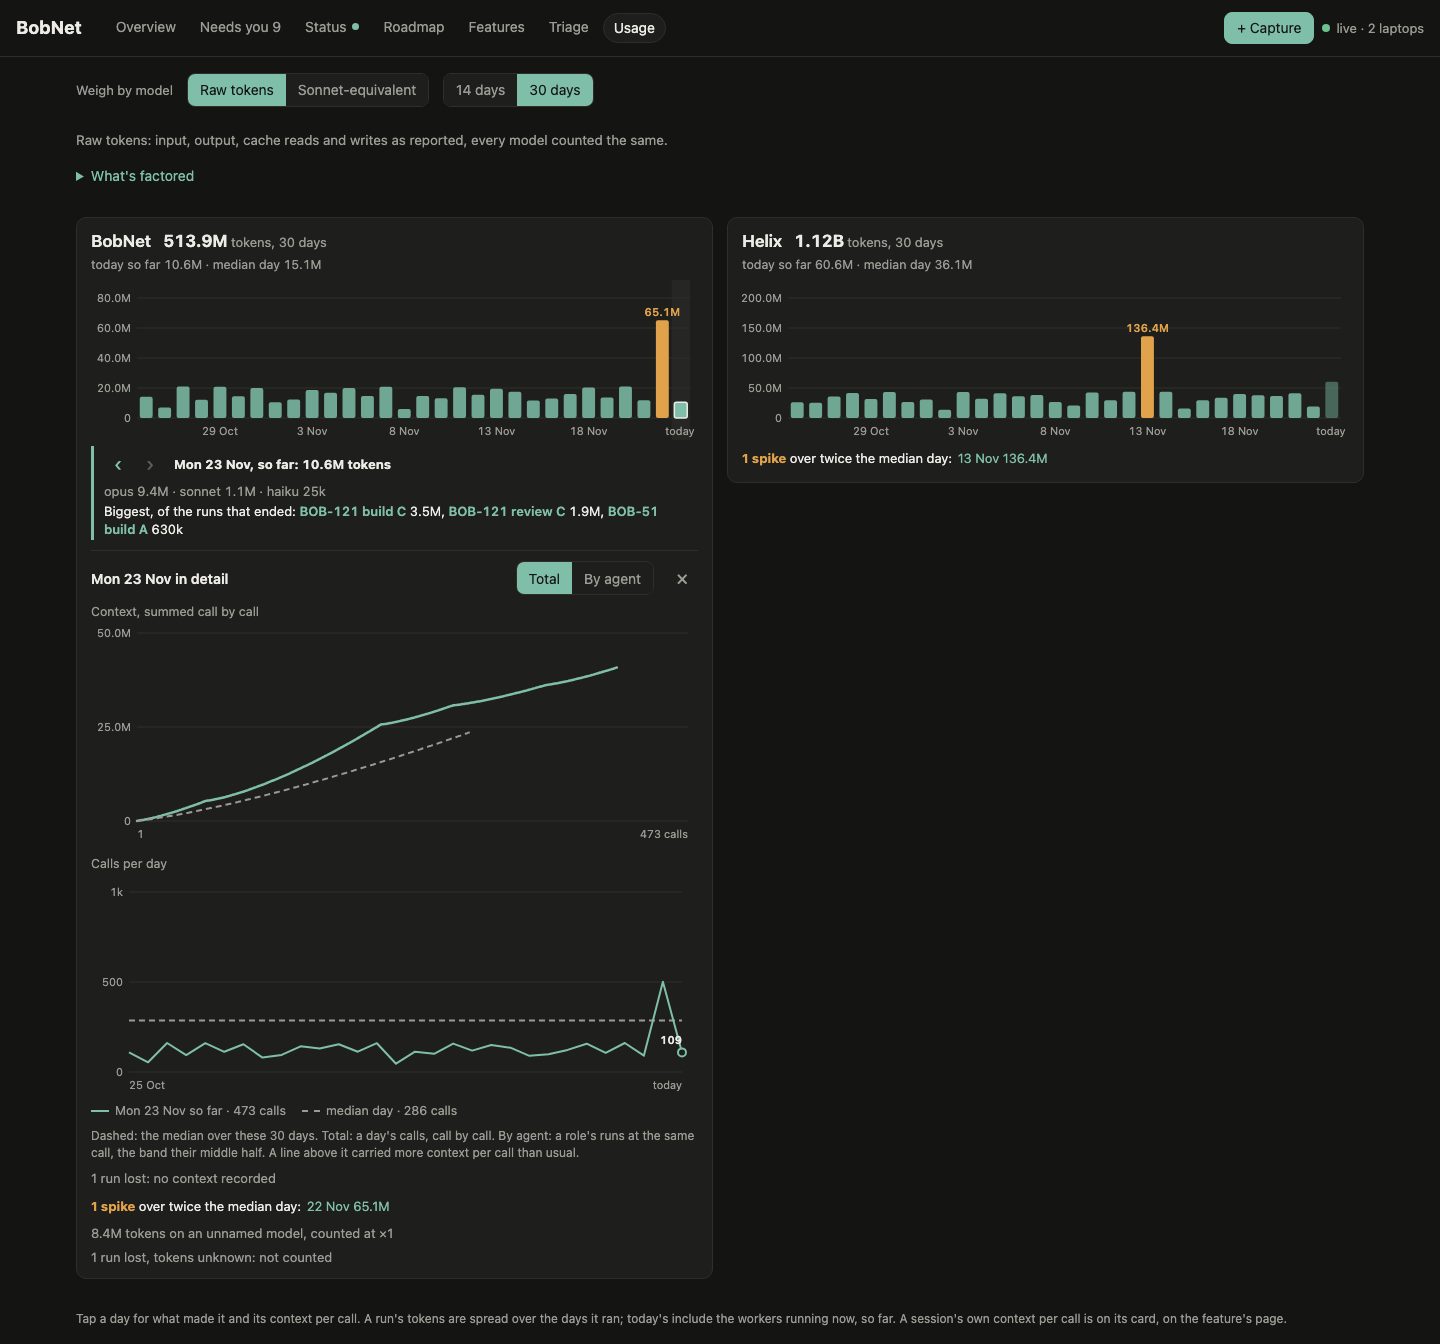 BobNet Overview Needs you 9 Status Roadmap Features Triage Usage + Capture live · 2 laptops
Weigh by model Raw tokens Sonnet-equivalent 14 days 30 days
Raw tokens: input, output, cache reads and writes as reported, every model counted the same.
▶ What's factored
BobNet 513.9M tokens, 30 days
today so far 10.6M · median day 15.1M
80.0M
65.1M
60.0M
40.0M
20.0M
0
29 Oct 3 Nov 8 Nov 13 Nov 18 Nov today
‹ › Mon 23 Nov, so far: 10.6M tokens
opus 9.4M · sonnet 1.1M · haiku 25k
Biggest, of the runs that ended: BOB-121 build C 3.5M, BOB-121 review C 1.9M, BOB-51
build A 630k
Mon 23 Nov in detail Total By agent ×
Context, summed call by call
50.0M
25.0M
0
1 473 calls
Calls per day
1k
500
109
0
25 Oct today
Mon 23 Nov so far · 473 calls median day · 286 calls
Dashed: the median over these 30 days. Total: a day's calls, call by call. By agent: a role's runs at the same
call, the band their middle half. A line above it carried more context per call than usual.
1 run lost: no context recorded
1 spike over twice the median day: 22 Nov 65.1M
8.4M tokens on an unnamed model, counted at ×1
1 run lost, tokens unknown: not counted
Helix 1.12B tokens, 30 days
today so far 60.6M · median day 36.1M
200.0M
150.0M
136.4M
100.0M
50.0M
0
29 Oct 3 Nov 8 Nov 13 Nov 18 Nov today
1 spike over twice the median day: 13 Nov 136.4M
Tap a day for what made it and its context per call. A run's tokens are spread over the days it ran; today's include the workers running now, so far. A session's own context per call is on its card, on the feature's page.